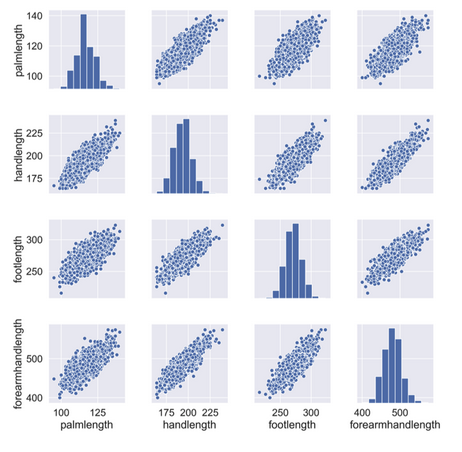 140
120
100
palmlength
225
200
175
handlength
300
250
footlength
500
400
forearmhandlength
100 125
palmlength
175 200 225
handlength
250 300
footlength
400 500
forearmhandlength